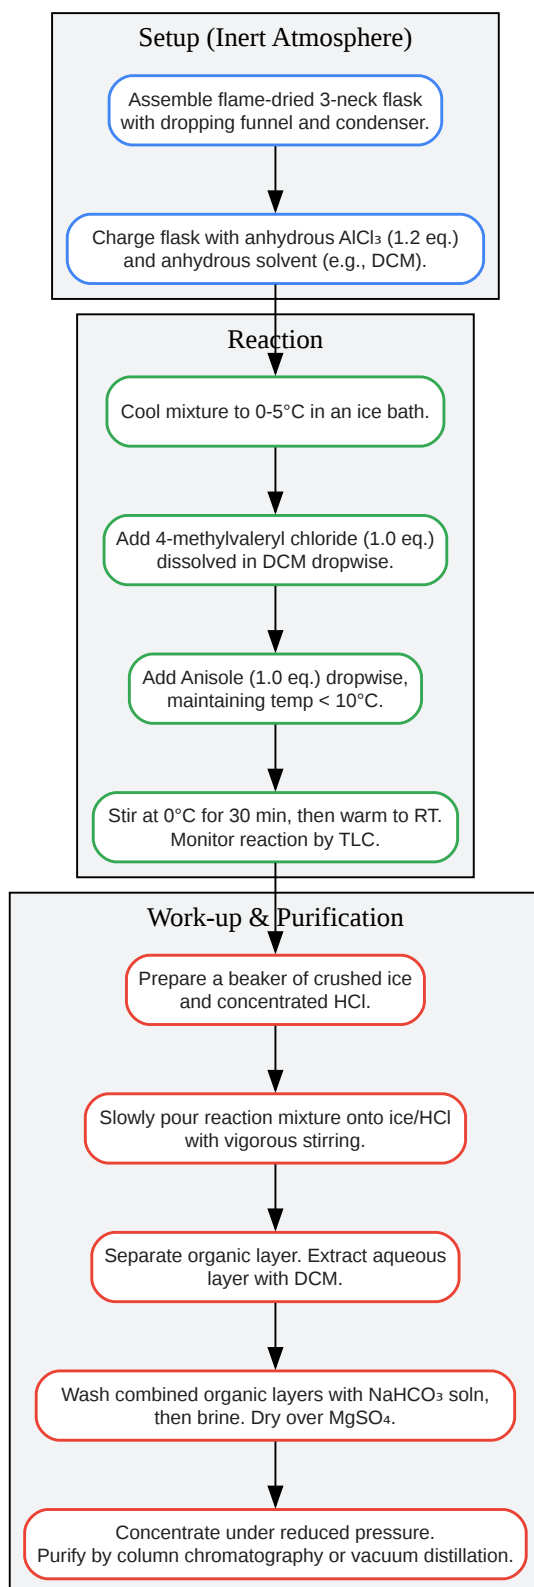 Setup (Inert Atmosphere)
Assemble flame-dried 3-neck flask
with dropping funnel and condenser.
Charge flask with anhydrous AlCl₃ (1.2 eq.)
and anhydrous solvent (e.g., DCM).
Reaction
Cool mixture to 0-5°C in an ice bath.
Add 4-methylvaleryl chloride (1.0 eq.)
dissolved in DCM dropwise.
Add Anisole (1.0 eq.) dropwise,
maintaining temp < 10°C.
Stir at 0°C for 30 min, then warm to RT.
Monitor reaction by TLC.
Work-up & Purification
Prepare a beaker of crushed ice
and concentrated HCl.
Slowly pour reaction mixture onto ice/HCl
with vigorous stirring.
Separate organic layer. Extract aqueous
layer with DCM.
Wash combined organic layers with NaHCO₃ soln,
then brine. Dry over MgSO₄.
Concentrate under reduced pressure.
Purify by column chromatography or vacuum distillation.